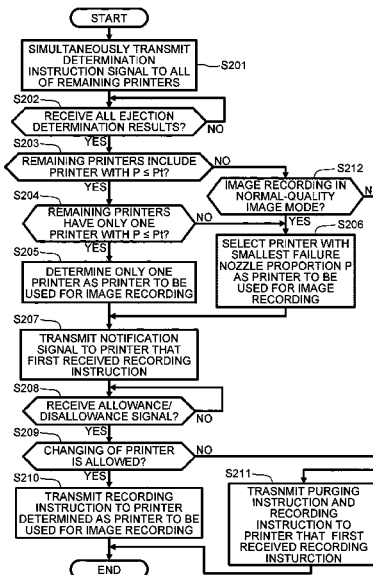 START
SIMULTANEOUSLY TRANSMIT
DETERMINATION
INSTRUCTION SIGNAL TO ALL
OF REMAINING PRINTERS
S201
S202
RECEIVE ALL EJECTION
DETERMINATION RESULTS?
NO
YES
S203
REMAINING PRINTERS INCLUDE
PRINTER WITH P ≤ Pt?
NO
YES
S212
IMAGE RECORDING IN
NORMAL-QUALITY
IMAGE MODE?
YES
S204
REMAINING PRINTERS
HAVE ONLY ONE
PRINTER WITH P ≤ Pt?
NO
YES
S206
SELECT PRINTER WITH
SMALLEST FAILURE
NOZZLE PROPORTION P
AS PRINTER TO BE
USED FOR IMAGE
RECORDING
S205
DETERMINE ONLY ONE
PRINTER AS PRINTER TO BE
USED FOR IMAGE RECORDING
S207
TRANSMIT NOTIFICATION
SIGNAL TO PRINTER THAT
FIRST RECEIVED RECORDING
INSTRUCTION
S208
RECEIVE ALLOWANCE/
DISALLOWANCE SIGNAL?
NO
YES
S209
CHANGING OF PRINTER
IS ALLOWED?
NO
YES
S210
TRANSMIT RECORDING
INSTRUCTION TO PRINTER
DETERMINED AS PRINTER TO BE
USED FOR IMAGE RECORDING
S211
TRASNMIT PURGING
INSTRUCTION AND
RECORDING
INSTRUCTION TO
PRINTER THAT FIRST
RECEIVED RECORDING
INSTURCTION
END